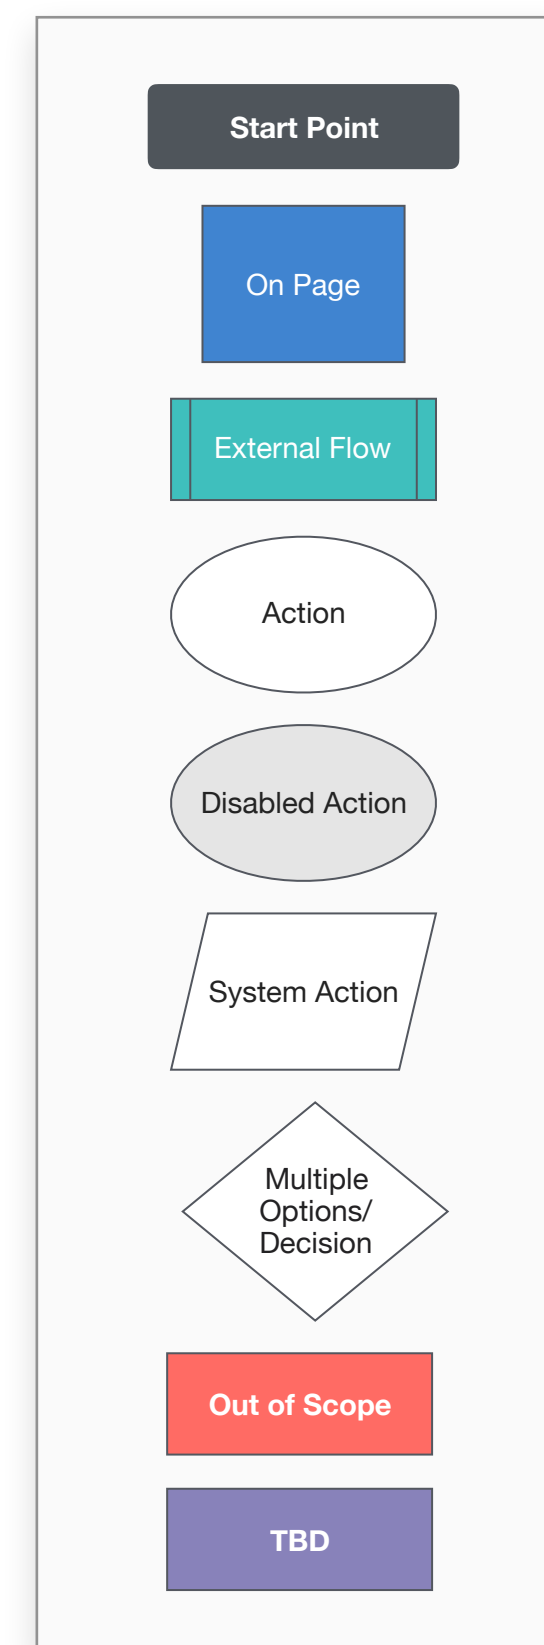 Start Point
On Page
External Flow
Action
Disabled Action
System Action
Multiple
Options/
Decision
Out of Scope
TBD